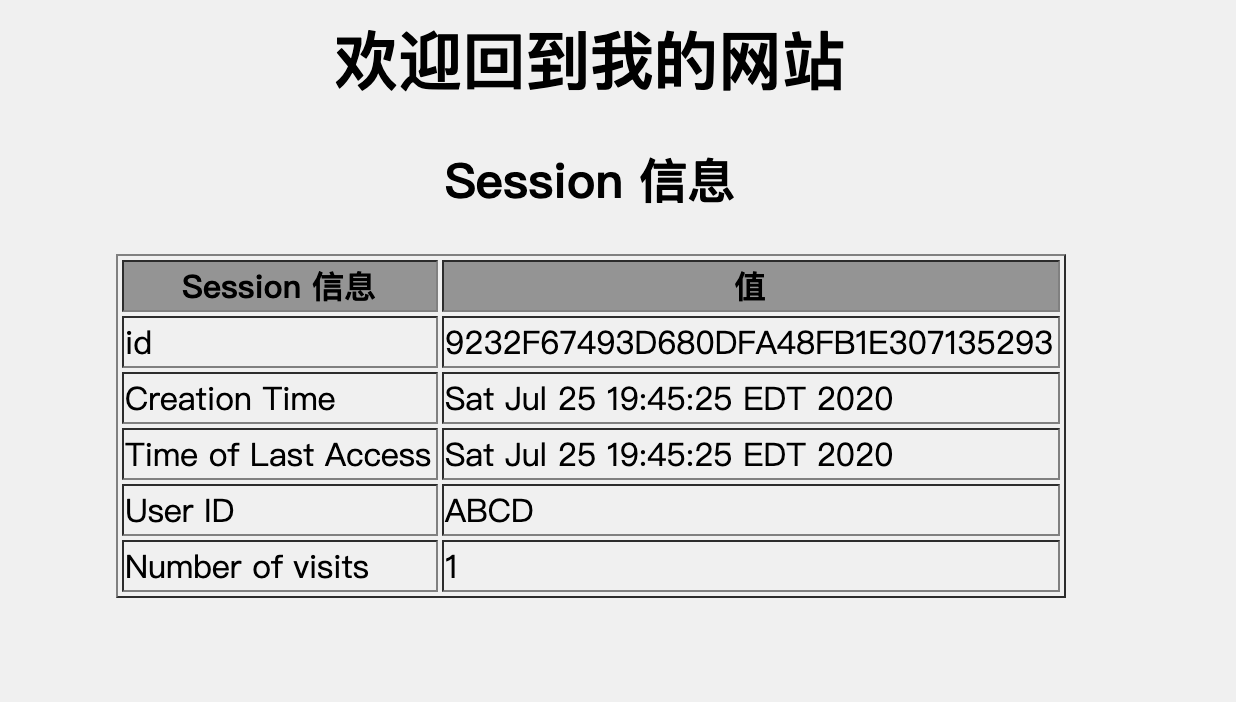 欢迎回到我的网站
Session 信息
Session 信息 值
id 9232F67493D680DFA48FB1E307135293
Creation Time Sat Jul 25 19:45:25 EDT 2020
Time of Last Access Sat Jul 25 19:45:25 EDT 2020
User ID ABCD
Number of visits 1